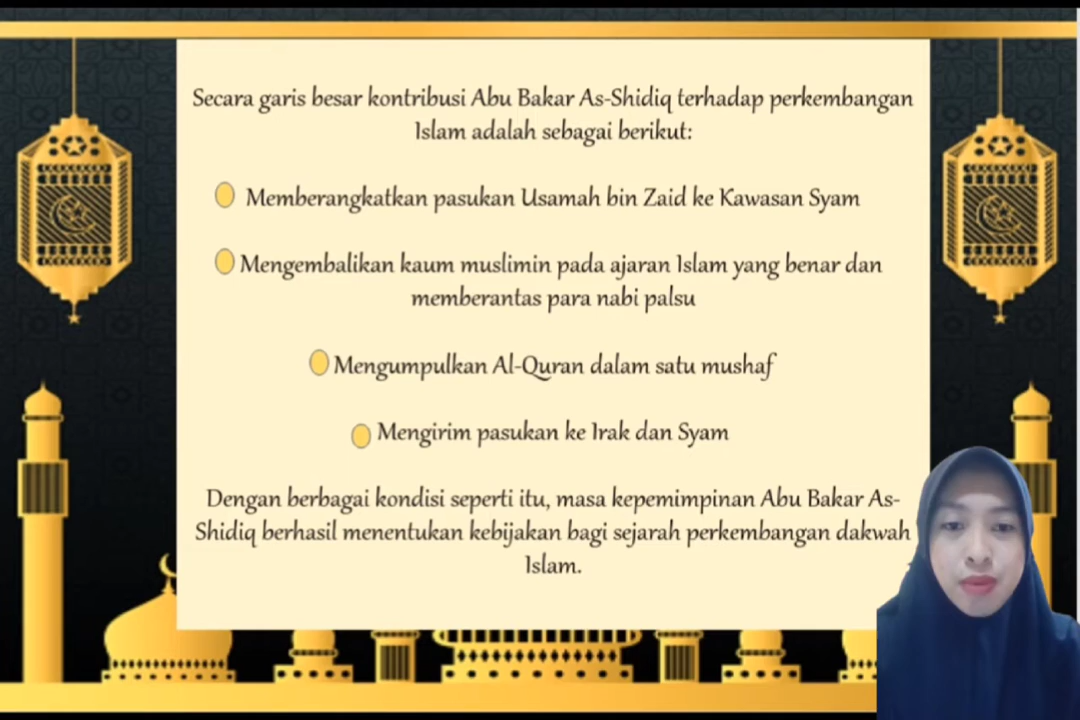 Secara garis besar kontribusi Abu Bakar As-Shidiq terhadap perkembangan
Islam adalah sebagai berikut:
Memberangkatkan pasukan Usamah bin Zaid ke Kawasan Syam
Mengembalikan kaum muslimin pada ajaran Islam yang benar dan
memberantas para nabi palsu
Mengumpulkan Al-Quran dalam satu mushaf
Mengirim pasukan ke Irak dan Syam
Dengan berbagai kondisi seperti itu, masa kepemimpinan Abu Bakar As-
Shidiq berhasil menentukan kebijakan bagi sejarah perkembangan dakwah
Islam.